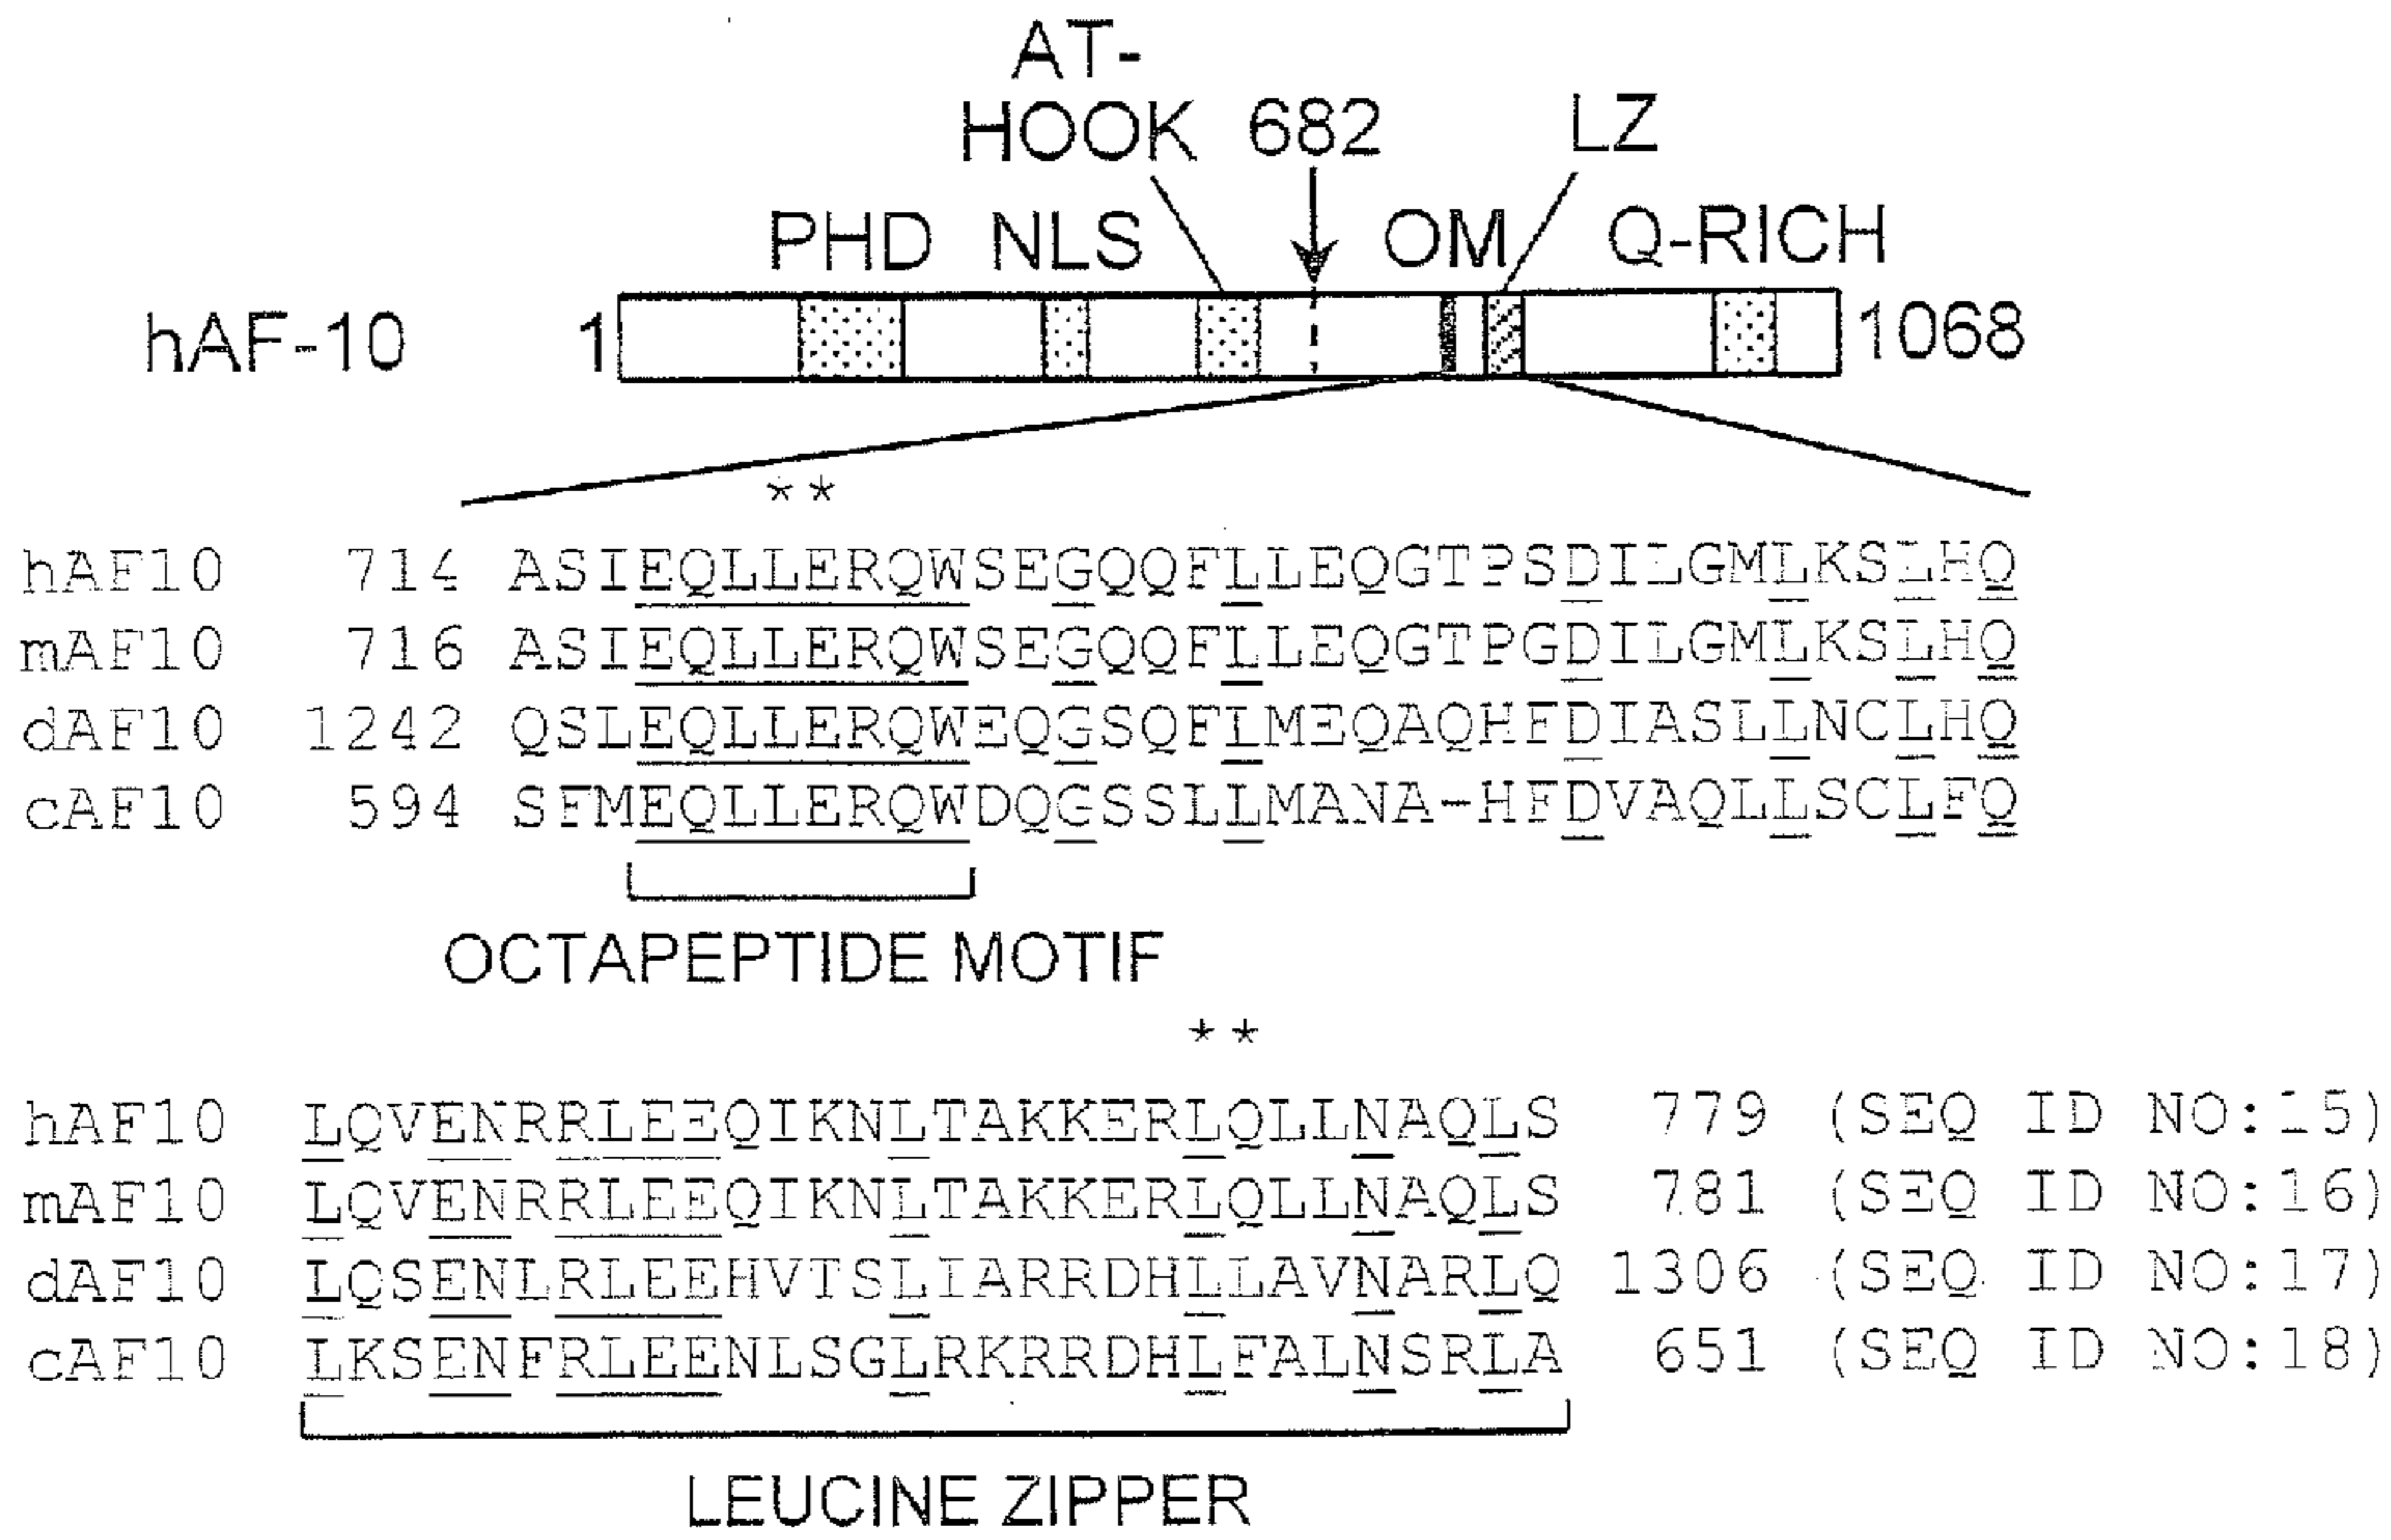 AT-
HOOK 682 LZ
PHD NLS OM Q-RICH
hAF-10 1 1068
* *
hAF10 714 ASIEQLLERQWSEGQQFLLEQGTPSDILGMLKSLHQ
mAF10 716 ASIEQLLERQWSEGQQFLLEQGTPGDILGMLKSLHQ
dAF10 1242 QSLEQLLERQWEQGSQFLMEQAQHFDIASLLNCLHQ
cAF10 594 SFMEQLLERQWDQGSSLLMANA-HFDVAQLLSCLFQ
OCTAPEPTIDE MOTIF
* *
hAF10 LQVENRRLEEQIKNLTAKKERLQLLNAQLS 779 (SEQ ID NO:15)
mAF10 LQVENRRLEEQIKNLTAKKERLQLLNAQLS 781 (SEQ ID NO:16)
dAF10 LQSENLRLEEHVTSLIARRDHLLAVNARLQ 1306 (SEQ ID NO:17)
cAF10 LKSENFRLEENLSGLRKRRDHLFALNSRLA 651 (SEQ ID NO:18)
LEUCINE ZIPPER